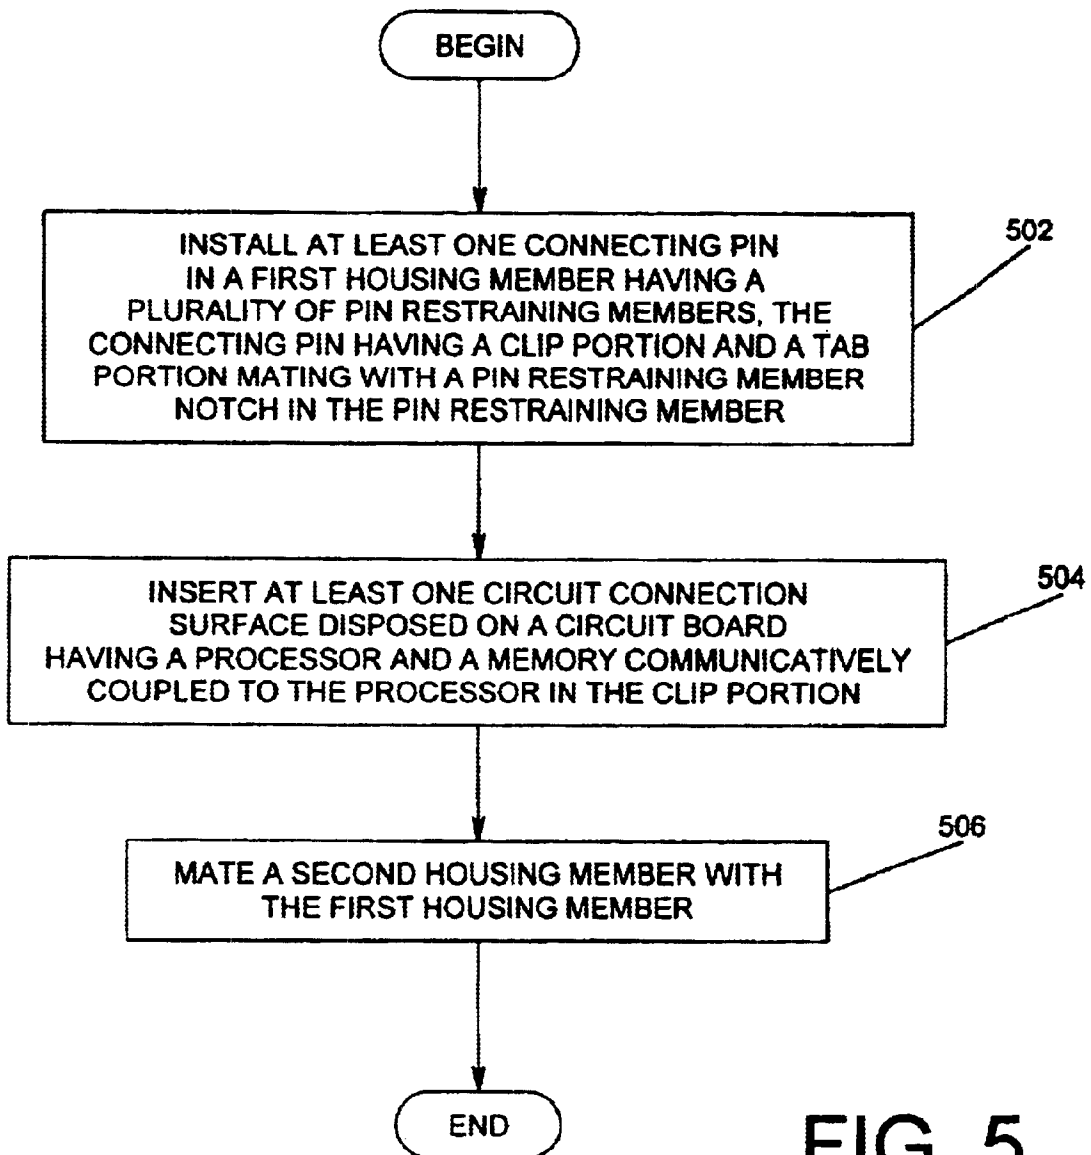 BEGIN
INSTALL AT LEAST ONE CONNECTING PIN
IN A FIRST HOUSING MEMBER HAVING A
PLURALITY OF PIN RESTRAINING MEMBERS, THE
CONNECTING PIN HAVING A CLIP PORTION AND A TAB
PORTION MATING WITH A PIN RESTRAINING MEMBER
NOTCH IN THE PIN RESTRAINING MEMBER
502
INSERT AT LEAST ONE CIRCUIT CONNECTION
SURFACE DISPOSED ON A CIRCUIT BOARD
HAVING A PROCESSOR AND A MEMORY COMMUNICATIVELY
COUPLED TO THE PROCESSOR IN THE CLIP PORTION
504
MATE A SECOND HOUSING MEMBER WITH
THE FIRST HOUSING MEMBER
506
END
FIG. 5